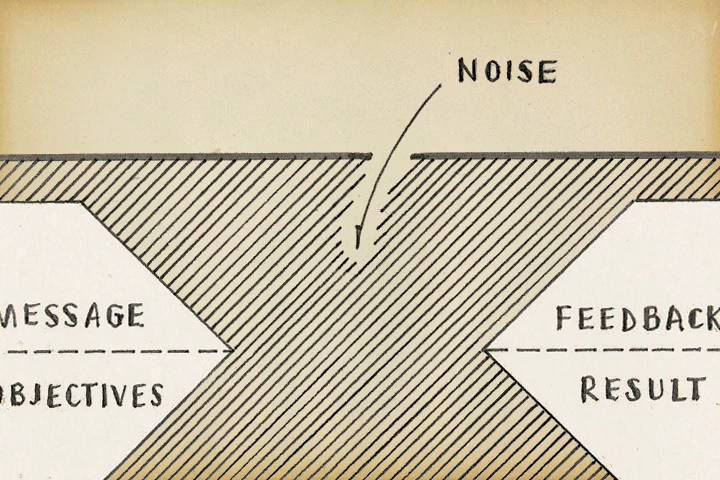 NOISE
MESSAGE
FEEDBACK
OBJECTIVES
RESULT